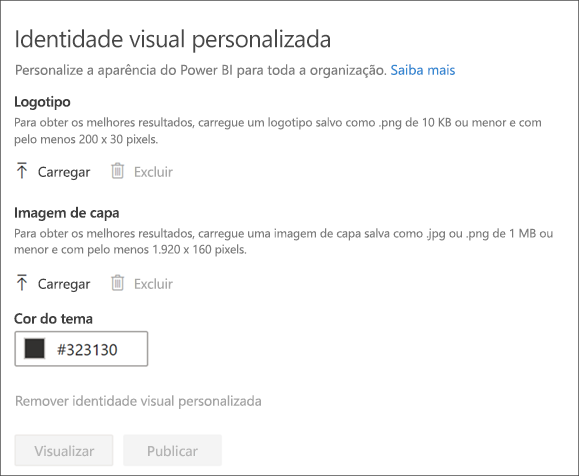 Identidade visual personalizada
Personalize a aparência do Power BI para toda a organização. Saiba mais
Logotipo
Para obter os melhores resultados, carregue um logotipo salvo como .png de 10 KB ou menor e com
pelo menos 200 x 30 pixels.
Carregar Excluir
Imagem de capa
Para obter os melhores resultados, carregue uma imagem de capa salva como .jpg ou .png de 1 MB ou
menor e com pelo menos 1.920 x 160 pixels.
Carregar Excluir
Cor do tema
#323130
Remover identidade visual personalizada
Visualizar Publicar